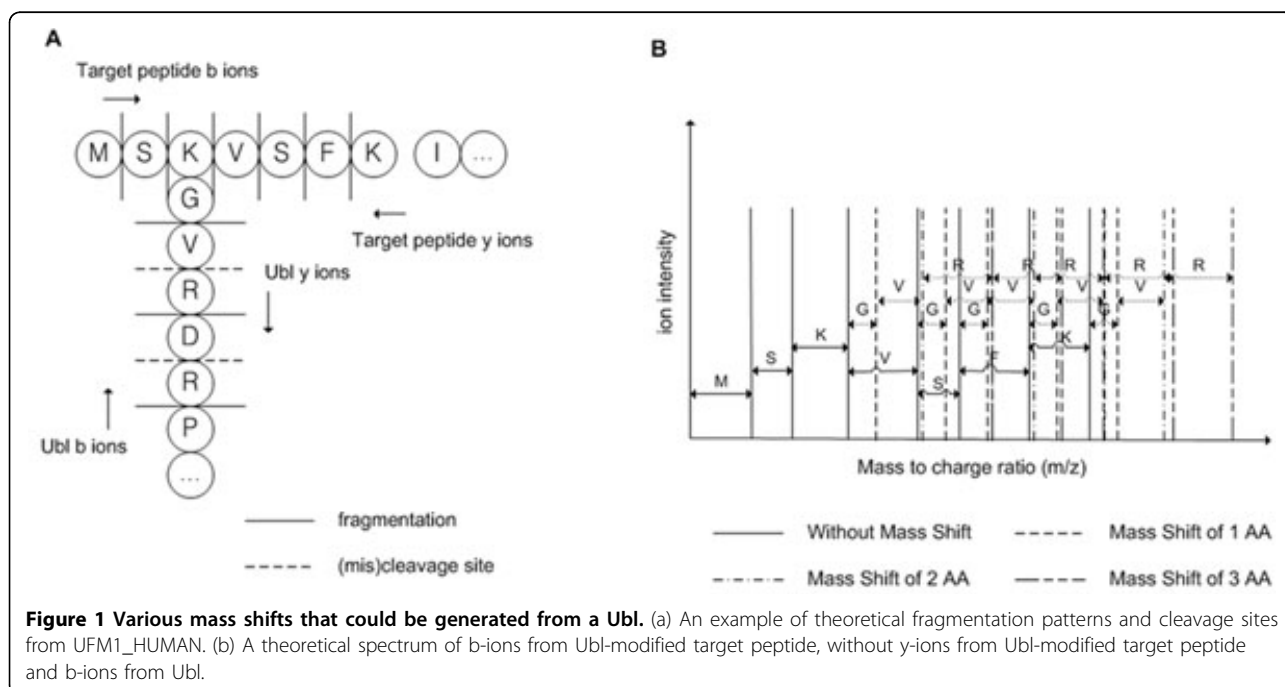 A
Target peptide b ions
M S K V S F K I ...
G
V
R
D
R
P
...
Target peptide y ions
Ubl y ions
Ubl b ions
fragmentation
(mis)cleavage site
B
ion intensity
R R R R R
V V V V V
G G G G G
K K
V F
S S
M
Mass to charge ratio (m/z)
Without Mass Shift
Mass Shift of 1 AA
Mass Shift of 2 AA
Mass Shift of 3 AA
Figure 1 Various mass shifts that could be generated from a Ubl. (a) An example of theoretical fragmentation patterns and cleavage sites
from UFM1_HUMAN. (b) A theoretical spectrum of b-ions from Ubl-modified target peptide, without y-ions from Ubl-modified target peptide
and b-ions from Ubl.